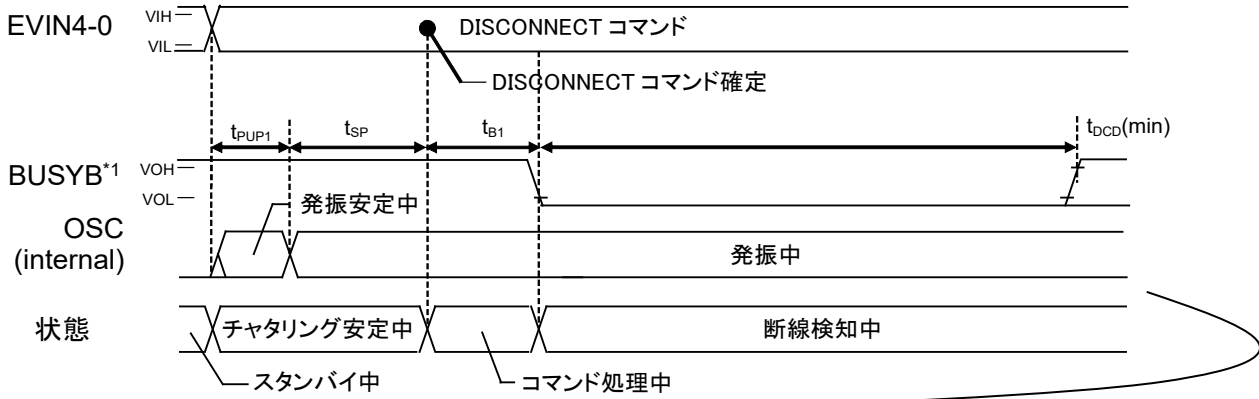 EVIN4-0
VIH
VIL
DISCONNECT コマンド
DISCONNECT コマンド確定
tPUP1
tSP
tB1
tDCD(min)
BUSYB*1
VOH
VOL
発振安定中
OSC
(internal)
発振中
状態
チャタリング安定中
断線検知中
スタンバイ中
コマンド処理中